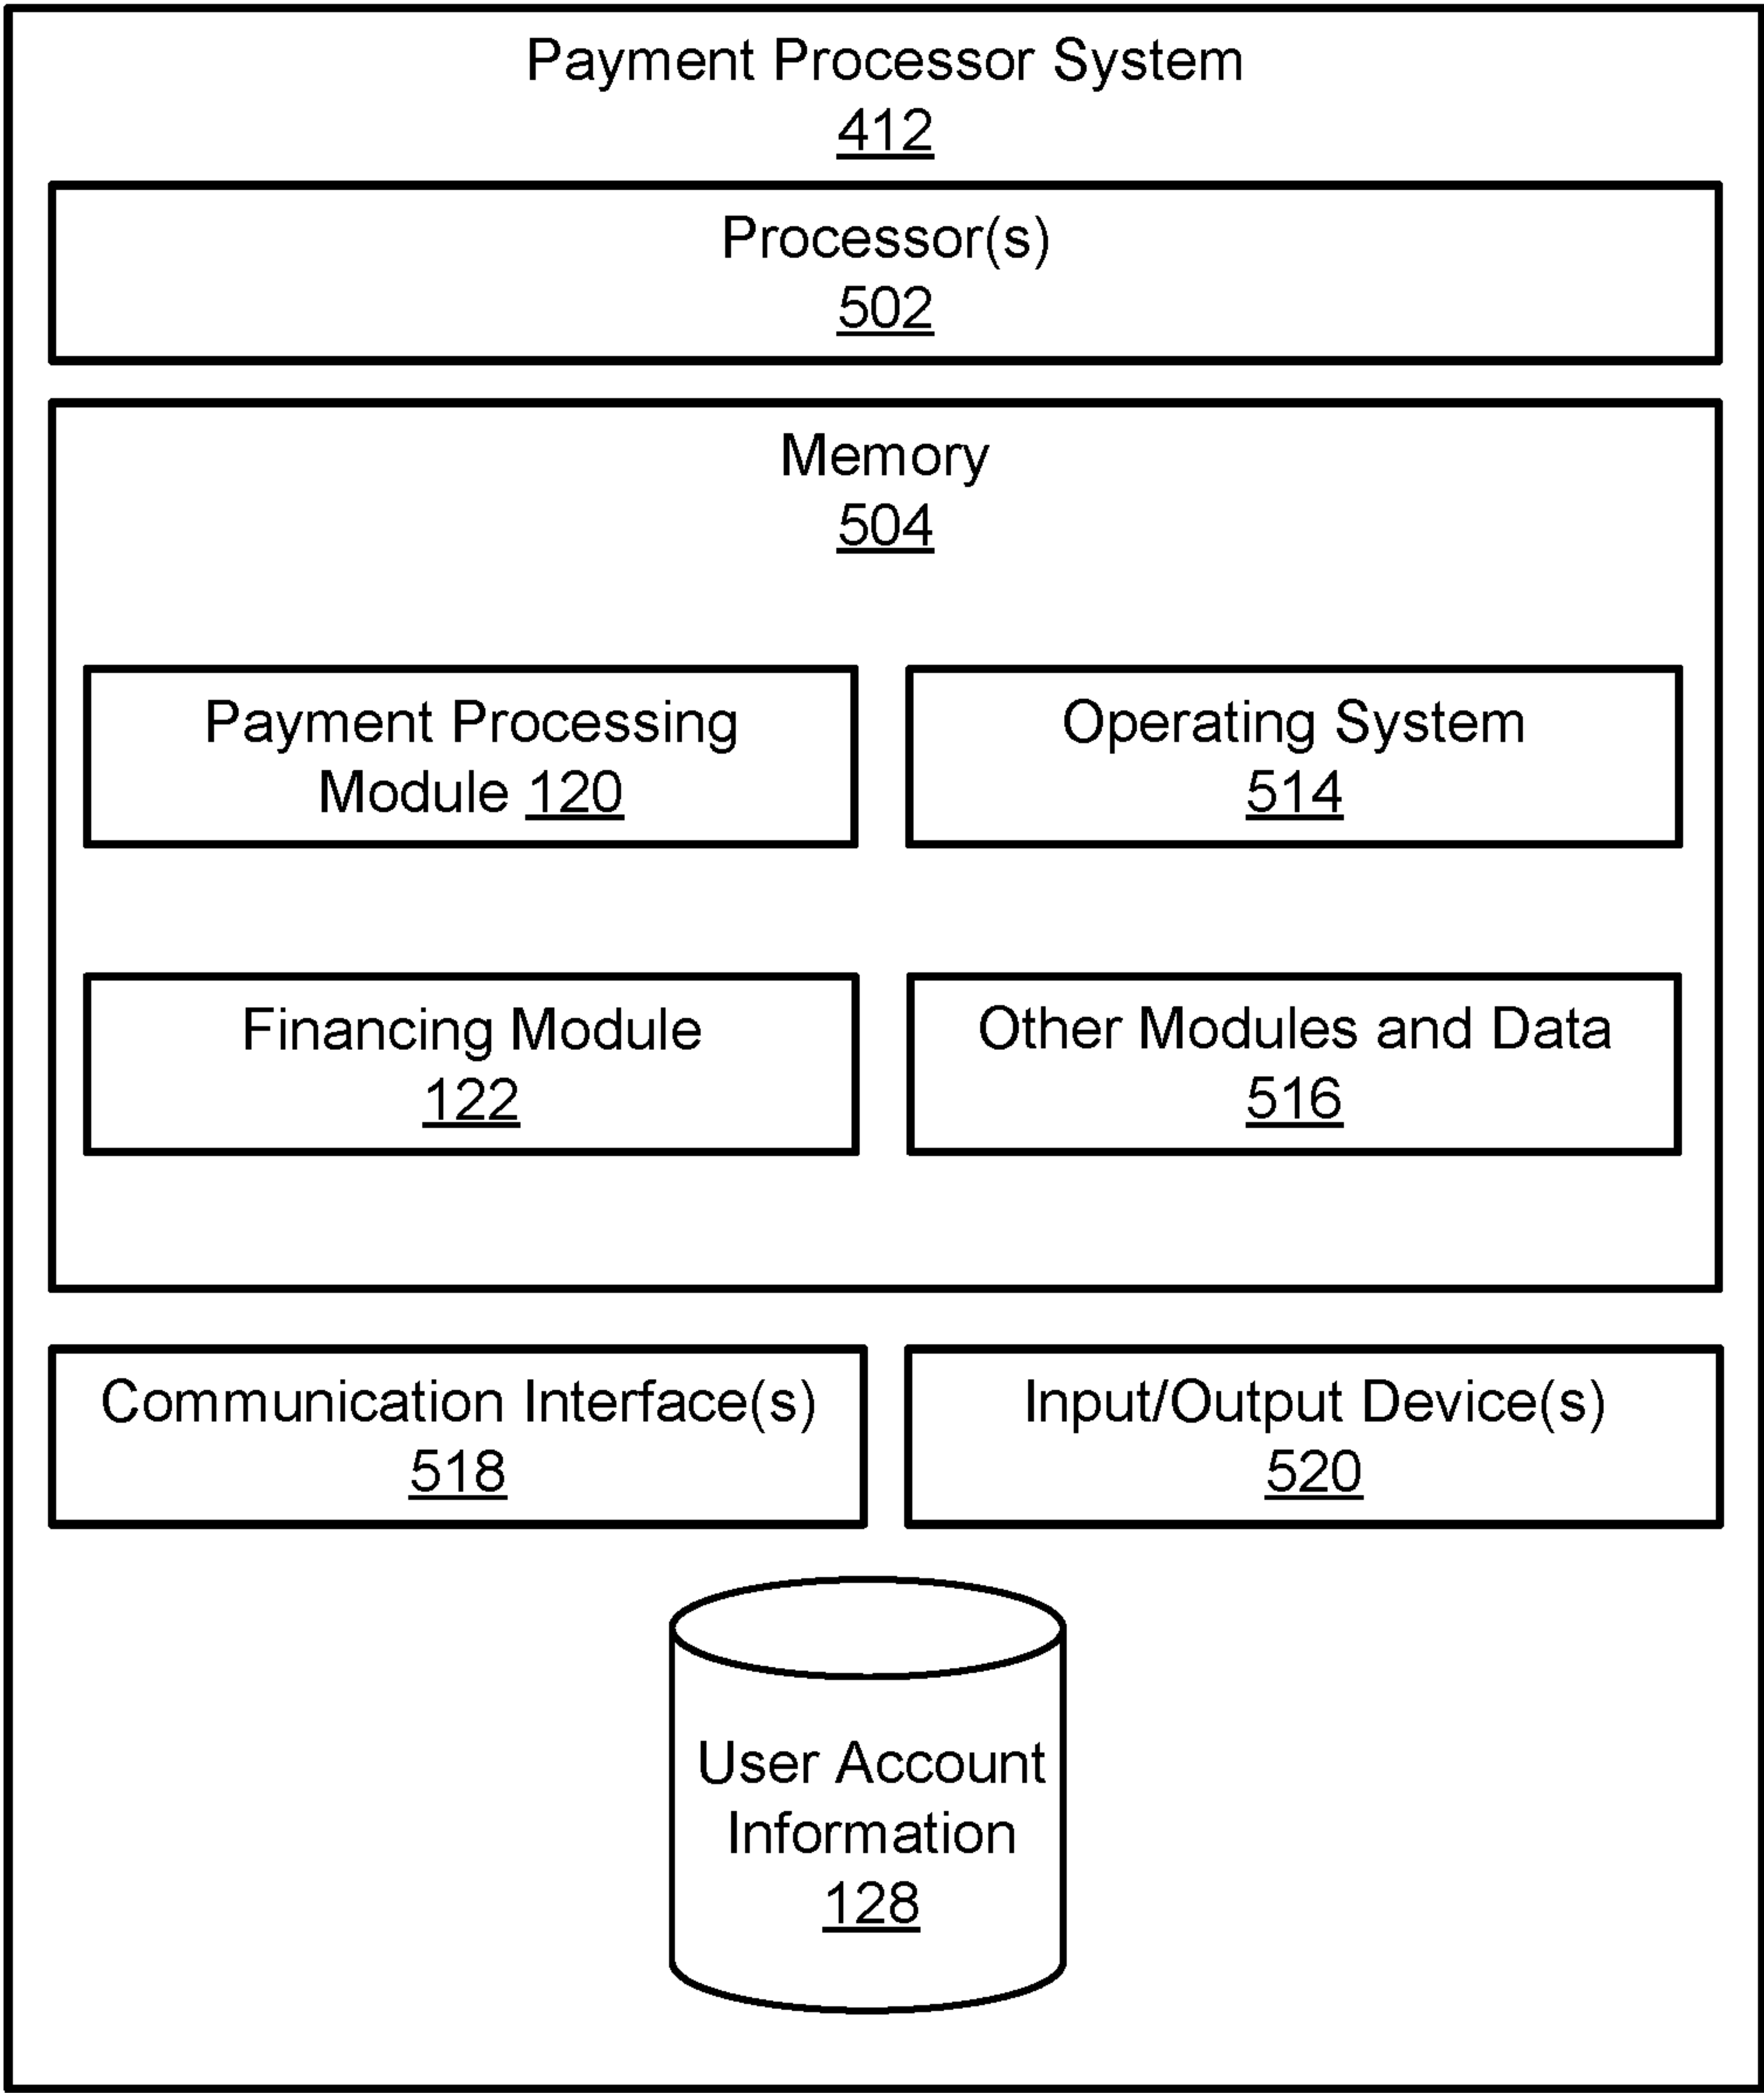 Payment Processor System
412
Processor(s)
502
Memory
504
Payment Processing
Module 120
Operating System
514
Financing Module
122
Other Modules and Data
516
Communication Interface(s)
518
Input/Output Device(s)
520
User Account
Information
128